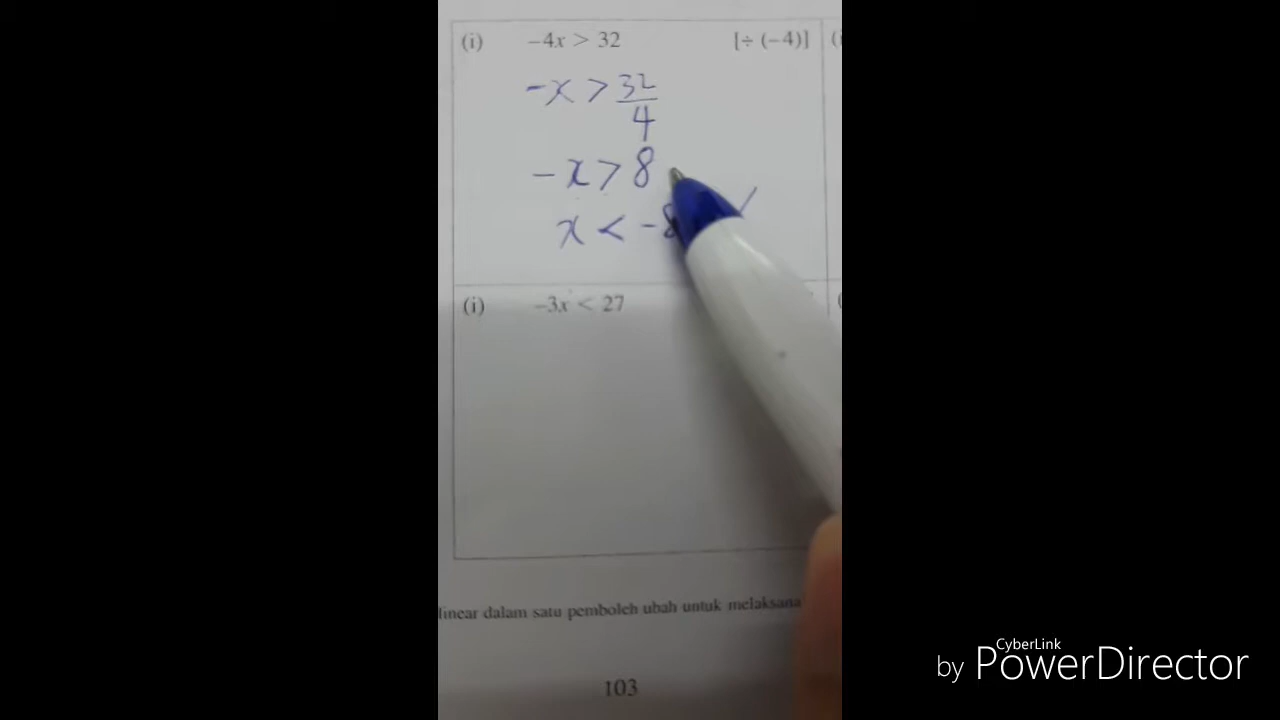 (i) -4x > 32 [÷ (-4)]
-x > 32/4
-x > 8
x < -8
(i) -3x < 27
linear dalam satu pemboleh ubah untuk melaksana
103
CyberLink
by PowerDirector